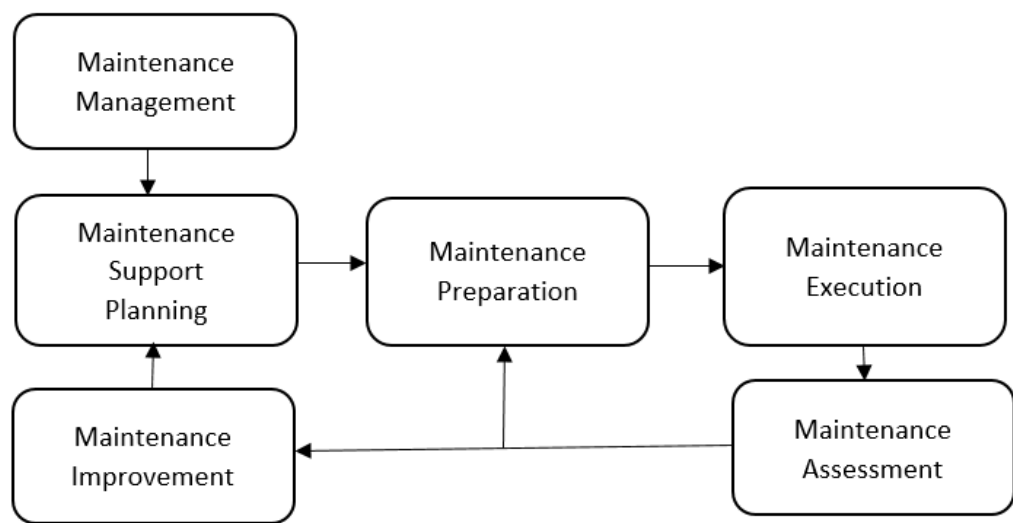 Maintenance
Management
Maintenance
Support
Planning
Maintenance
Preparation
Maintenance
Execution
Maintenance
Improvement
Maintenance
Assessment